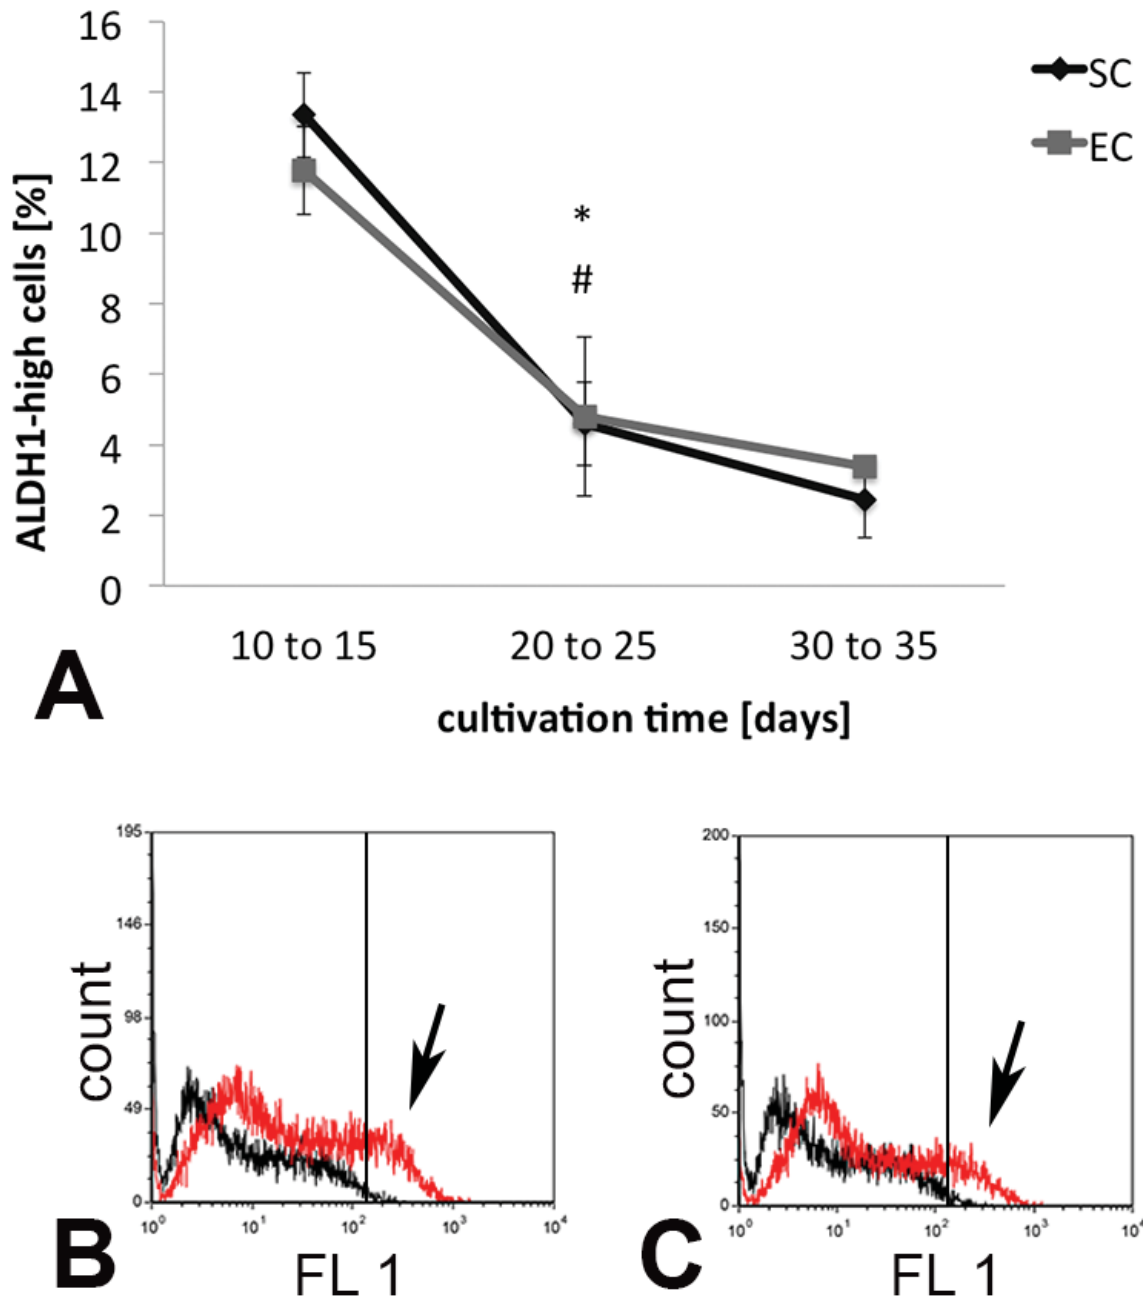 16
14
12
10
8
6
4
2
0
ALDH1-high cells [%]
SC
EC
*
#
10 to 15 20 to 25 30 to 35
cultivation time [days]
A
195
146
98
49
0
count
10⁰ 10¹ 10² 10³ 10⁴
FL 1
B
200
150
100
50
0
count
10⁰ 10¹ 10² 10³ 10⁴
FL 1
C